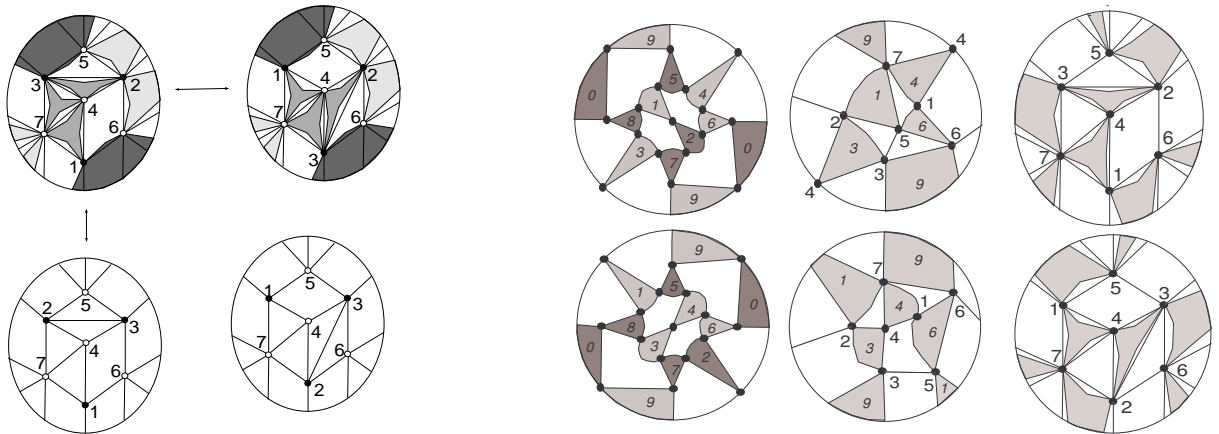 5 3 2 4 7 6 1
5 1 2 4 7 6 3
5 2 3 4 7 6 1
5 1 3 4 7 6 2
9 0 5 4 1 8 6 2 3 7 0 9
9 7 4 4 1 1 2 6 5 6 3 3 9 4
5 3 2 4 6 7 1
9 1 5 0 4 8 6 0 3 7 2 9
9 1 7 4 1 6 2 4 6 3 3 5 1 9
5 1 3 4 7 6 2